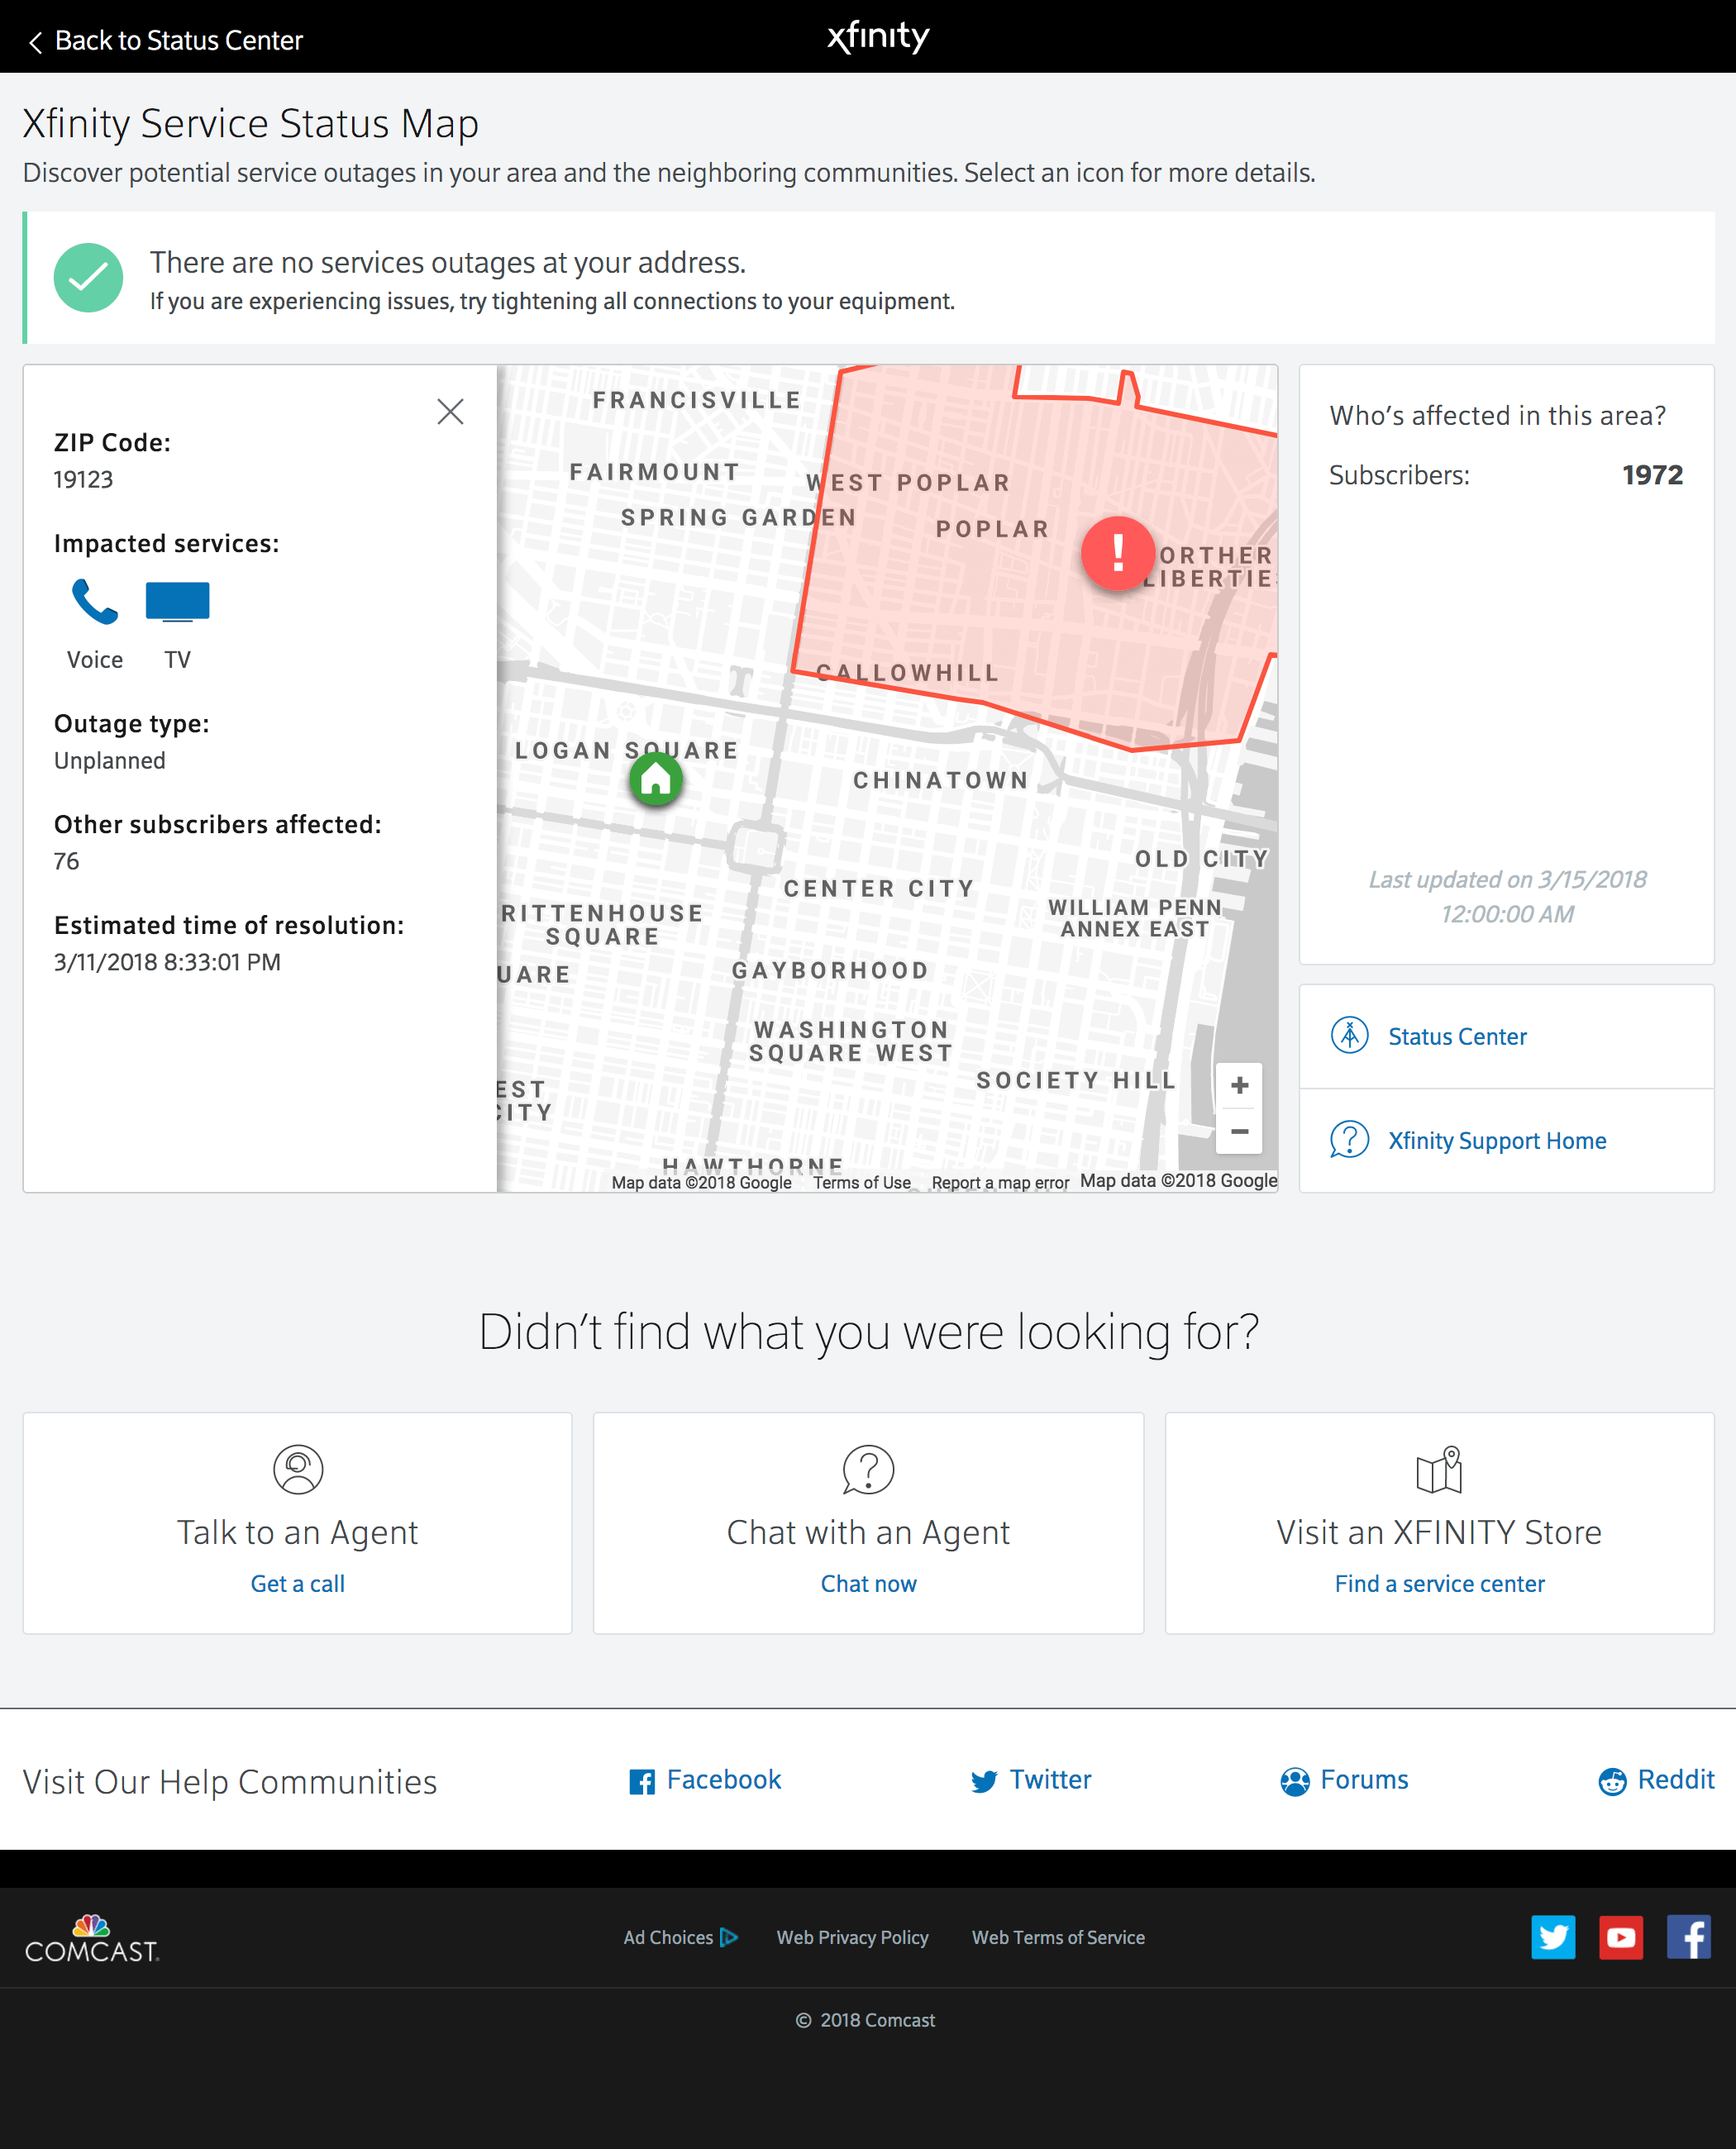 Back to Status Center
xfinity
Xfinity Service Status Map
Discover potential service outages in your area and the neighboring communities. Select an icon for more details.
There are no services outages at your address.
If you are experiencing issues, try tightening all connections to your equipment.
ZIP Code:
19123
Impacted services:
Voice TV
Outage type:
Unplanned
Other subscribers affected:
76
Estimated time of resolution:
3/11/2018 8:33:01 PM
FRANCISVILLE
FAIRMOUNT
WEST POPLAR
SPRING GARDEN
POPLAR
ORTHER
LIBERTIE
CALLOWHILL
LOGAN SQUARE
CHINATOWN
OLD CITY
CENTER CITY
WILLIAM PENN
ANNEX EAST
RITTENHOUSE
SQUARE
UARE
GAYBORHOOD
WASHINGTON
SQUARE WEST
SOCIETY HILL
EST
CITY
HAWTHORNE
+
−
Map data ©2018 Google Terms of Use Report a map error Map data ©2018 Google
Who's affected in this area?
Subscribers: 1972
Last updated on 3/15/2018
12:00:00 AM
Status Center
Xfinity Support Home
Didn't find what you were looking for?
Talk to an Agent
Get a call
Chat with an Agent
Chat now
Visit an XFINITY Store
Find a service center
Visit Our Help Communities
Facebook
Twitter
Forums
Reddit
COMCAST
Ad Choices
Web Privacy Policy
Web Terms of Service
© 2018 Comcast